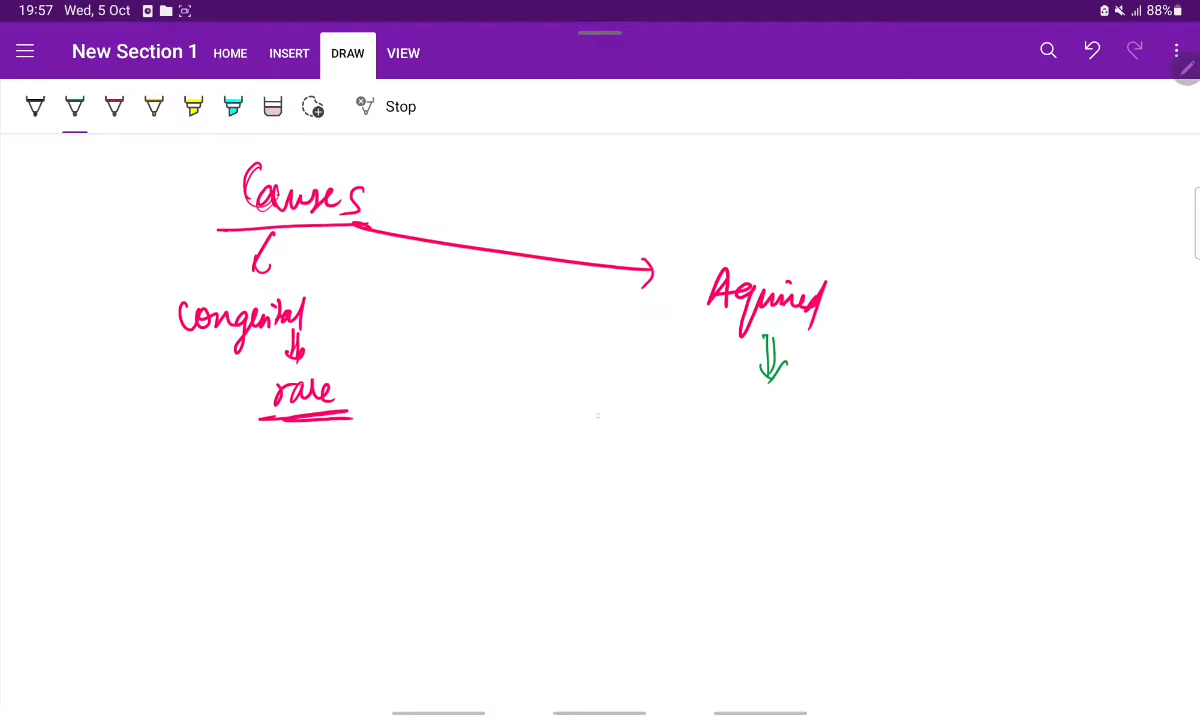 19:57 Wed, 5 Oct 88%
New Section 1 HOME INSERT DRAW VIEW
Stop
Causes
Congenital
rare
Aquired